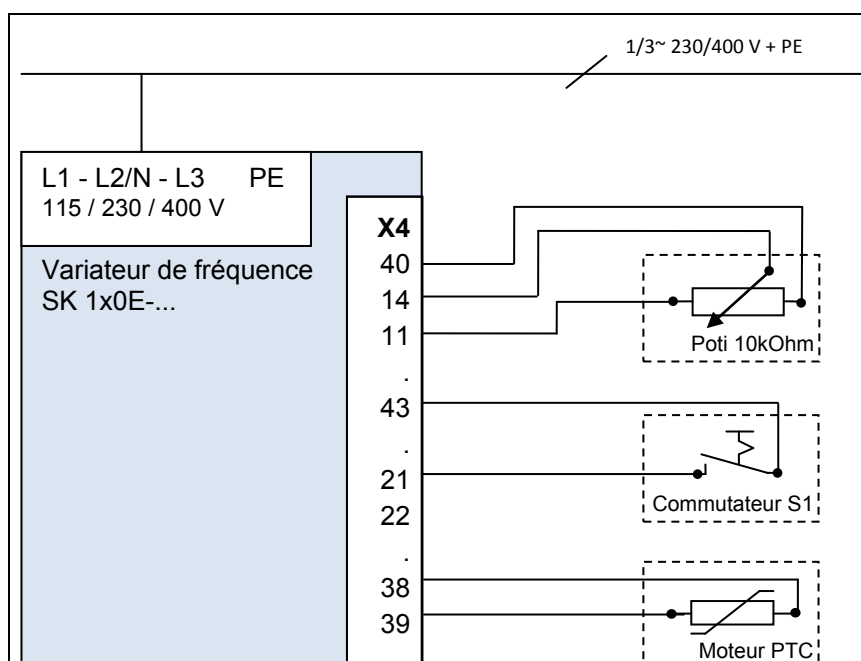 1/3~ 230/400 V + PE
L1 - L2/N - L3 PE
115 / 230 / 400 V
Variateur de fréquence
SK 1x0E-...
X4
40
14
11
.
43
.
21
22
.
38
39
Poti 10kOhm
Commutateur S1
Moteur PTC